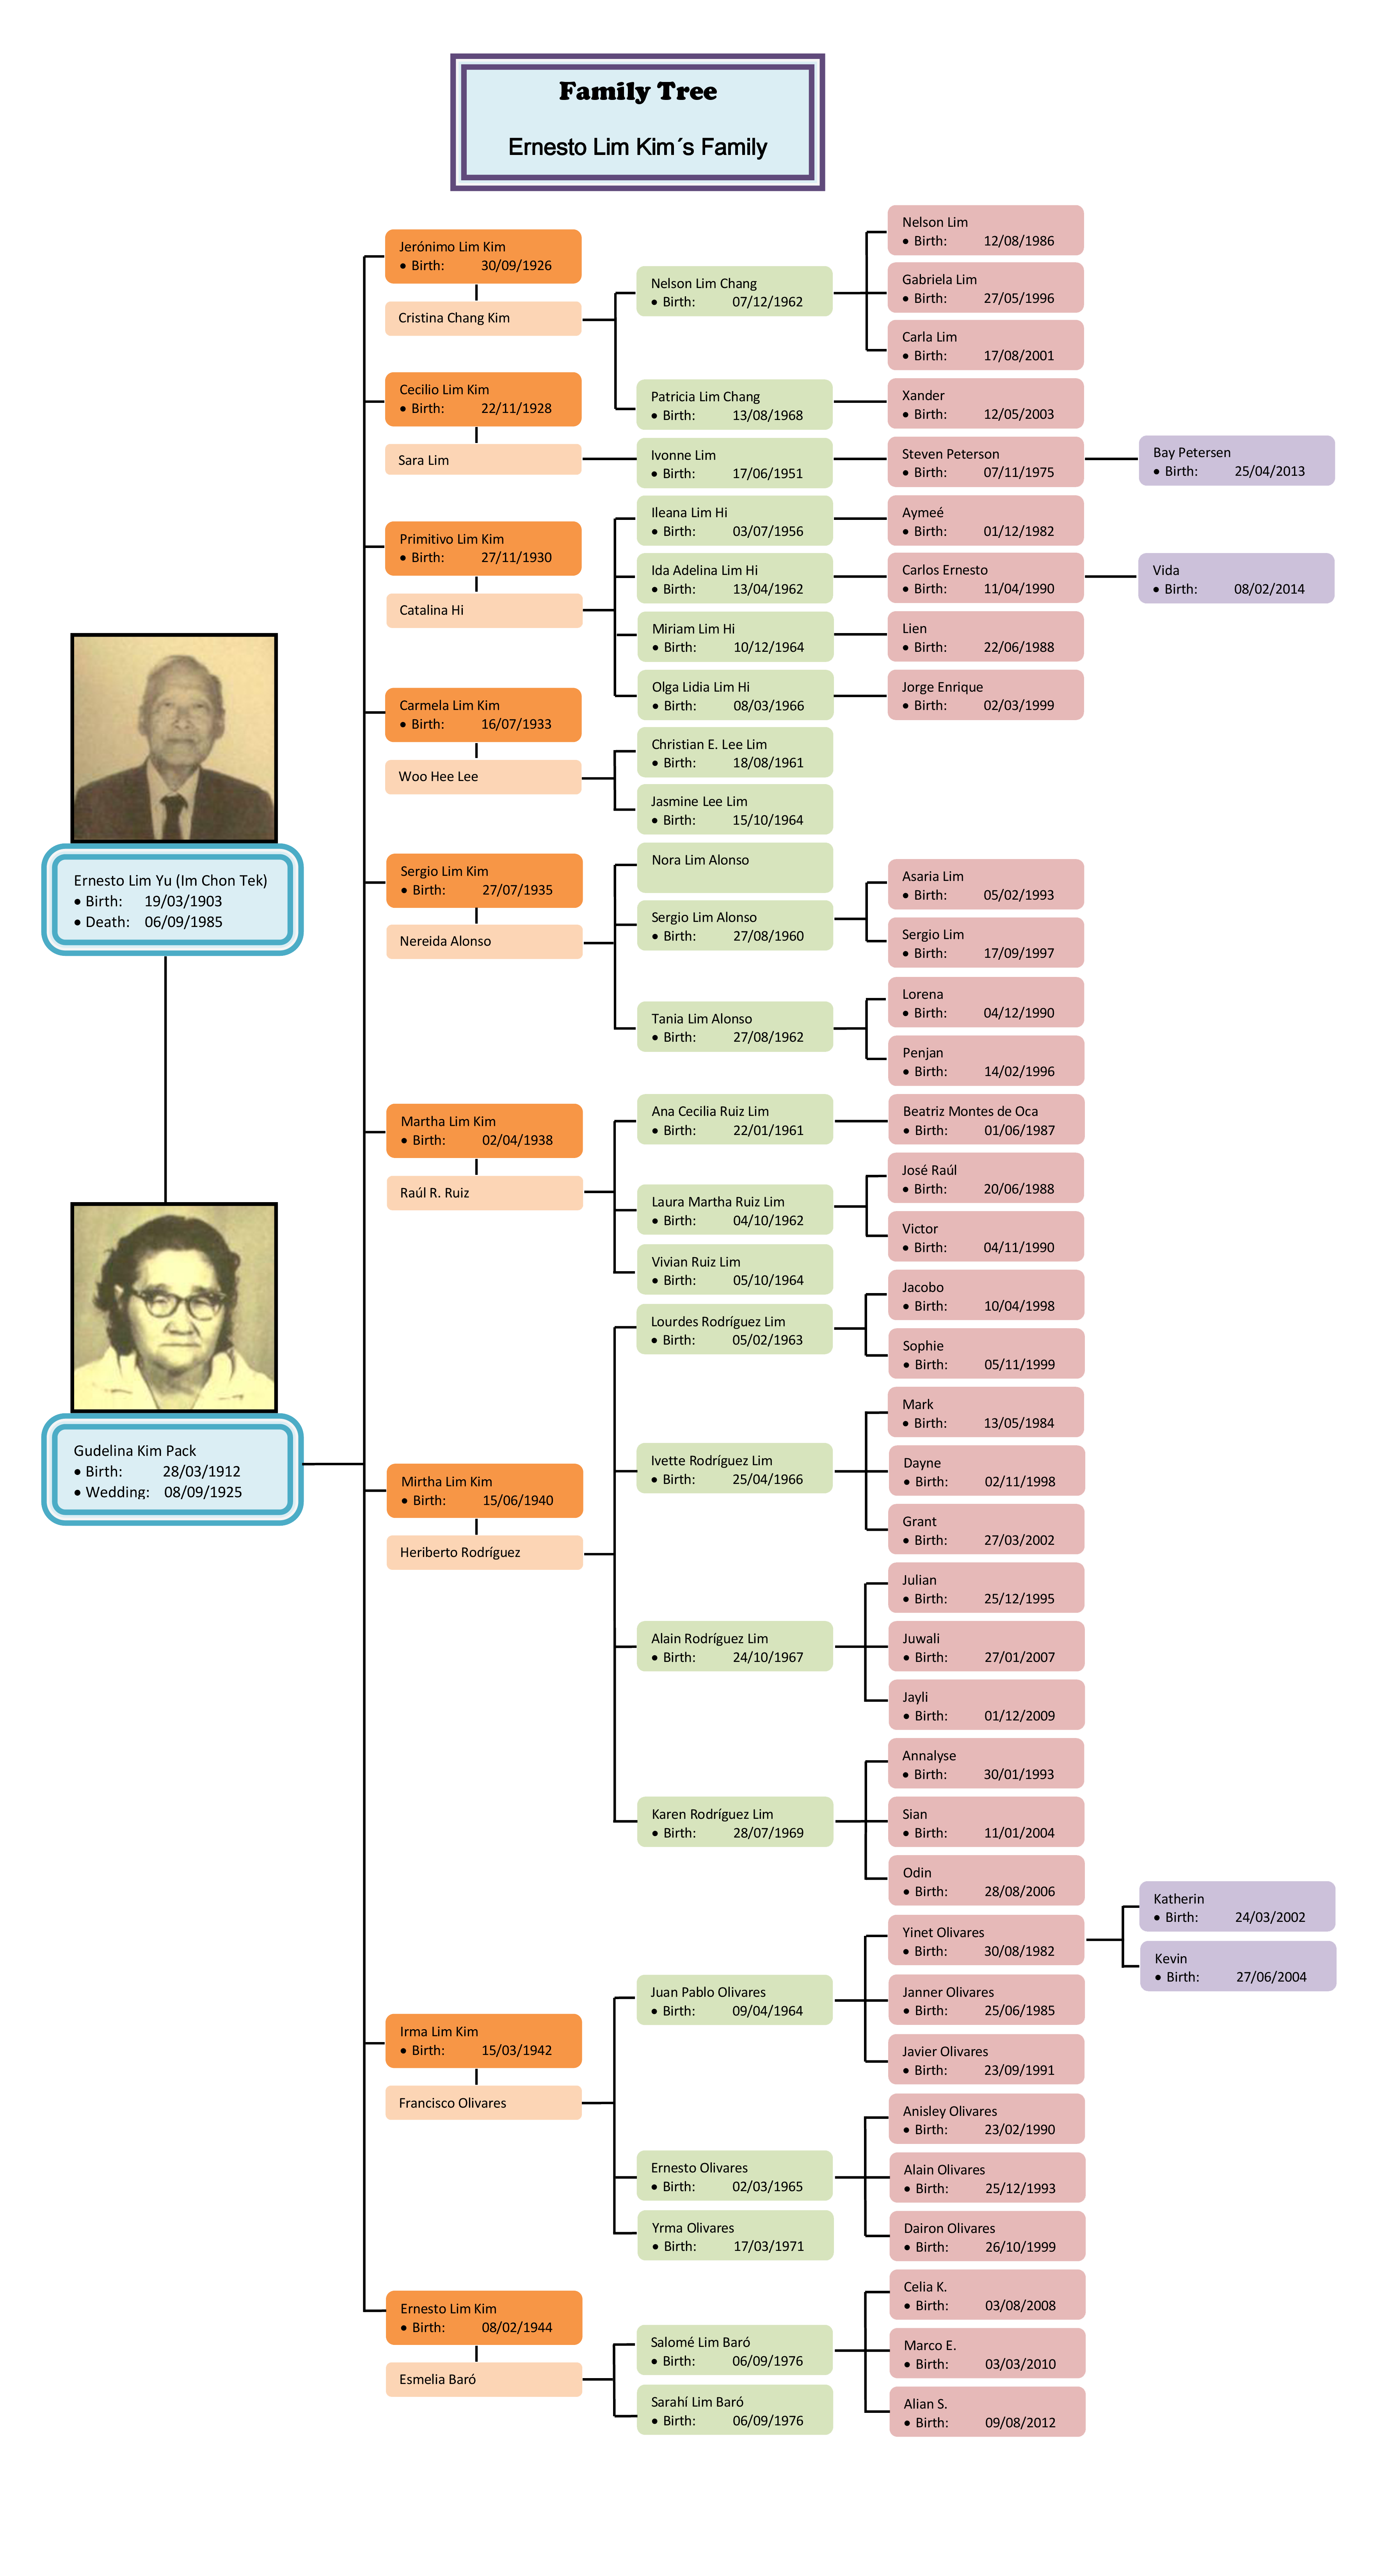 Family Tree
Ernesto Lim Kim´s Family
Ernesto Lim Yu (Im Chon Tek)
• Birth: 19/03/1903
• Death: 06/09/1985
Gudelina Kim Pack
• Birth: 28/03/1912
• Wedding: 08/09/1925
Jerónimo Lim Kim
• Birth: 30/09/1926
Cristina Chang Kim
Cecilio Lim Kim
• Birth: 22/11/1928
Sara Lim
Primitivo Lim Kim
• Birth: 27/11/1930
Catalina Hi
Carmela Lim Kim
• Birth: 16/07/1933
Woo Hee Lee
Sergio Lim Kim
• Birth: 27/07/1935
Nereida Alonso
Martha Lim Kim
• Birth: 02/04/1938
Raúl R. Ruiz
Mirtha Lim Kim
• Birth: 15/06/1940
Heriberto Rodríguez
Irma Lim Kim
• Birth: 15/03/1942
Francisco Olivares
Ernesto Lim Kim
• Birth: 08/02/1944
Esmelia Baró
Nelson Lim Chang
• Birth: 07/12/1962
Patricia Lim Chang
• Birth: 13/08/1968
Ivonne Lim
• Birth: 17/06/1951
Ileana Lim Hi
• Birth: 03/07/1956
Ida Adelina Lim Hi
• Birth: 13/04/1962
Miriam Lim Hi
• Birth: 10/12/1964
Olga Lidia Lim Hi
• Birth: 08/03/1966
Christian E. Lee Lim
• Birth: 18/08/1961
Jasmine Lee Lim
• Birth: 15/10/1964
Nora Lim Alonso
Sergio Lim Alonso
• Birth: 27/08/1960
Tania Lim Alonso
• Birth: 27/08/1962
Ana Cecilia Ruiz Lim
• Birth: 22/01/1961
Laura Martha Ruiz Lim
• Birth: 04/10/1962
Vivian Ruiz Lim
• Birth: 05/10/1964
Lourdes Rodríguez Lim
• Birth: 05/02/1963
Ivette Rodríguez Lim
• Birth: 25/04/1966
Alain Rodríguez Lim
• Birth: 24/10/1967
Karen Rodríguez Lim
• Birth: 28/07/1969
Juan Pablo Olivares
• Birth: 09/04/1964
Ernesto Olivares
• Birth: 02/03/1965
Yrma Olivares
• Birth: 17/03/1971
Salomé Lim Baró
• Birth: 06/09/1976
Sarahí Lim Baró
• Birth: 06/09/1976
Nelson Lim
• Birth: 12/08/1986
Gabriela Lim
• Birth: 27/05/1996
Carla Lim
• Birth: 17/08/2001
Xander
• Birth: 12/05/2003
Steven Peterson
• Birth: 07/11/1975
Aymeé
• Birth: 01/12/1982
Carlos Ernesto
• Birth: 11/04/1990
Lien
• Birth: 22/06/1988
Jorge Enrique
• Birth: 02/03/1999
Asaria Lim
• Birth: 05/02/1993
Sergio Lim
• Birth: 17/09/1997
Lorena
• Birth: 04/12/1990
Penjan
• Birth: 14/02/1996
Beatriz Montes de Oca
• Birth: 01/06/1987
José Raúl
• Birth: 20/06/1988
Victor
• Birth: 04/11/1990
Jacobo
• Birth: 10/04/1998
Sophie
• Birth: 05/11/1999
Mark
• Birth: 13/05/1984
Dayne
• Birth: 02/11/1998
Grant
• Birth: 27/03/2002
Julian
• Birth: 25/12/1995
Juwali
• Birth: 27/01/2007
Jayli
• Birth: 01/12/2009
Annalyse
• Birth: 30/01/1993
Sian
• Birth: 11/01/2004
Odin
• Birth: 28/08/2006
Yinet Olivares
• Birth: 30/08/1982
Janner Olivares
• Birth: 25/06/1985
Javier Olivares
• Birth: 23/09/1991
Anisley Olivares
• Birth: 23/02/1990
Alain Olivares
• Birth: 25/12/1993
Dairon Olivares
• Birth: 26/10/1999
Celia K.
• Birth: 03/08/2008
Marco E.
• Birth: 03/03/2010
Alian S.
• Birth: 09/08/2012
Bay Petersen
• Birth: 25/04/2013
Vida
• Birth: 08/02/2014
Katherin
• Birth: 24/03/2002
Kevin
• Birth: 27/06/2004